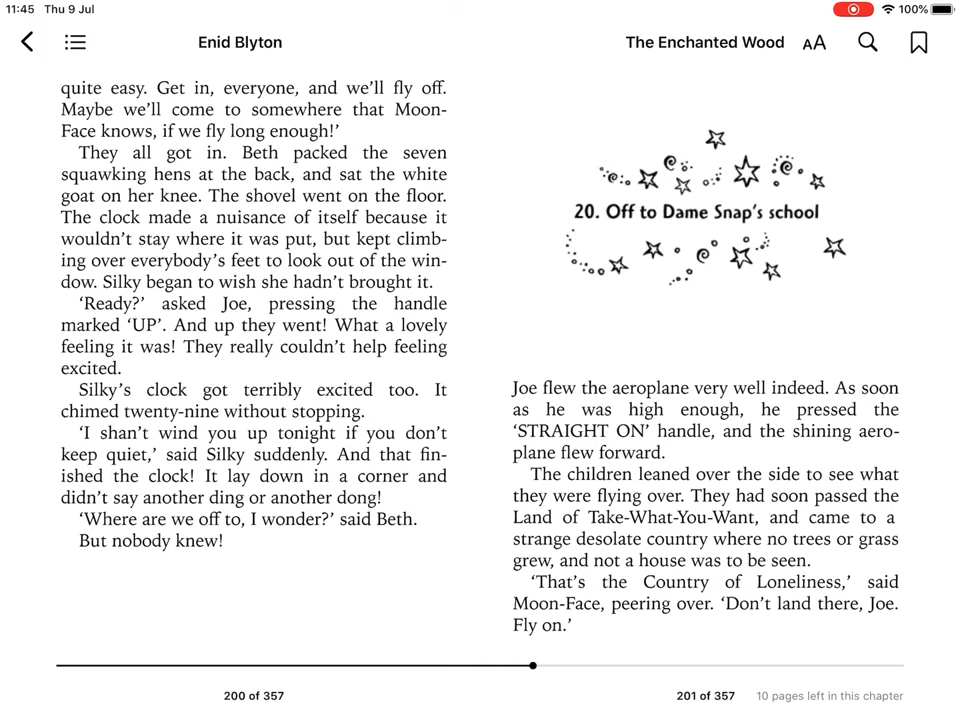 11:45 Thu 9 Jul
100%
Enid Blyton
The Enchanted Wood
AA
quite easy. Get in, everyone, and we’ll fly off.
Maybe we’ll come to somewhere that Moon-
Face knows, if we fly long enough!’
They all got in. Beth packed the seven
squawking hens at the back, and sat the white
goat on her knee. The shovel went on the floor.
The clock made a nuisance of itself because it
wouldn’t stay where it was put, but kept climb-
ing over everybody’s feet to look out of the win-
dow. Silky began to wish she hadn’t brought it.
‘Ready?’ asked Joe, pressing the handle
marked ‘UP’. And up they went! What a lovely
feeling it was! They really couldn’t help feeling
excited.
Silky’s clock got terribly excited too. It
chimed twenty-nine without stopping.
‘I shan’t wind you up tonight if you don’t
keep quiet,’ said Silky suddenly. And that fin-
ished the clock! It lay down in a corner and
didn’t say another ding or another dong!
‘Where are we off to, I wonder?’ said Beth.
But nobody knew!
20. Off to Dame Snap’s school
Joe flew the aeroplane very well indeed. As soon
as he was high enough, he pressed the
‘STRAIGHT ON’ handle, and the shining aero-
plane flew forward.
The children leaned over the side to see what
they were flying over. They had soon passed the
Land of Take-What-You-Want, and came to a
strange desolate country where no trees or grass
grew, and not a house was to be seen.
‘That’s the Country of Loneliness,’ said
Moon-Face, peering over. ‘Don’t land there, Joe.
Fly on.’
200 of 357
201 of 357
10 pages left in this chapter